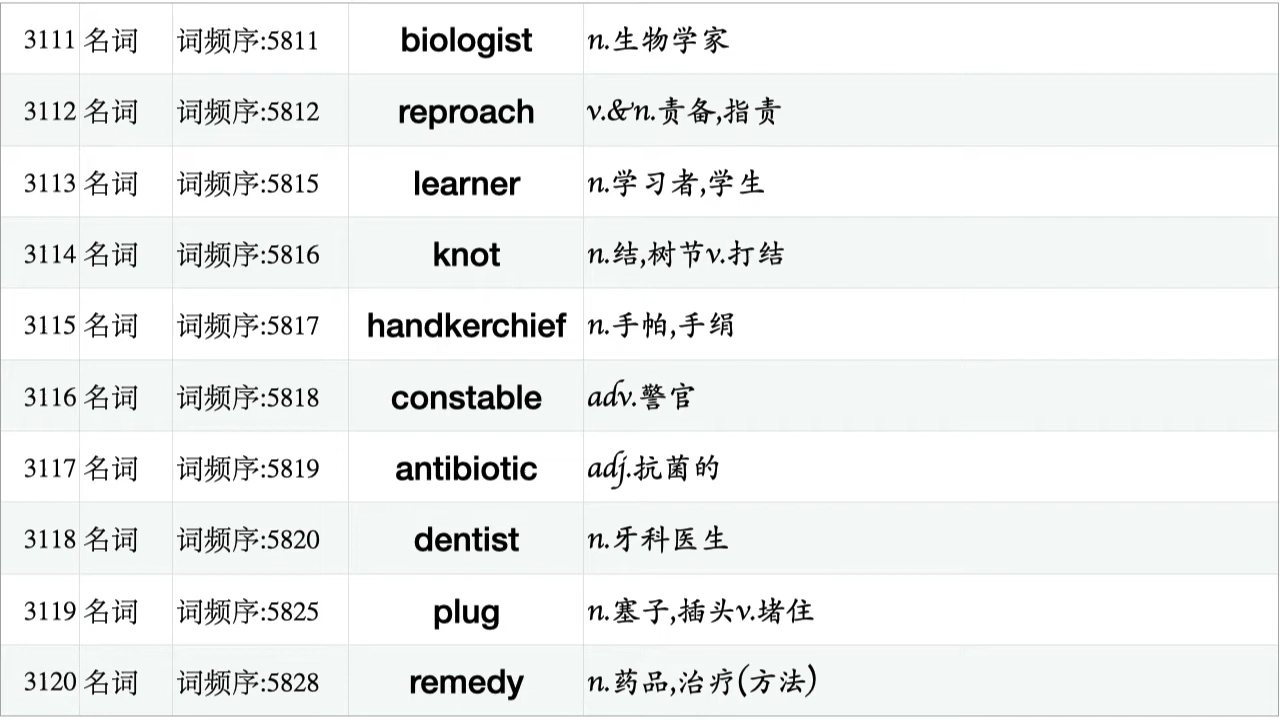 3111 名词 词频序:5811 biologist n.生物学家
3112 名词 词频序:5812 reproach v.&n.责备,指责
3113 名词 词频序:5815 learner n.学习者,学生
3114 名词 词频序:5816 knot n.结,树节v.打结
3115 名词 词频序:5817 handkerchief n.手帕,手绢
3116 名词 词频序:5818 constable adv.警官
3117 名词 词频序:5819 antibiotic adj.抗菌的
3118 名词 词频序:5820 dentist n.牙科医生
3119 名词 词频序:5825 plug n.塞子,插头v.堵住
3120 名词 词频序:5828 remedy n.药品,治疗(方法)